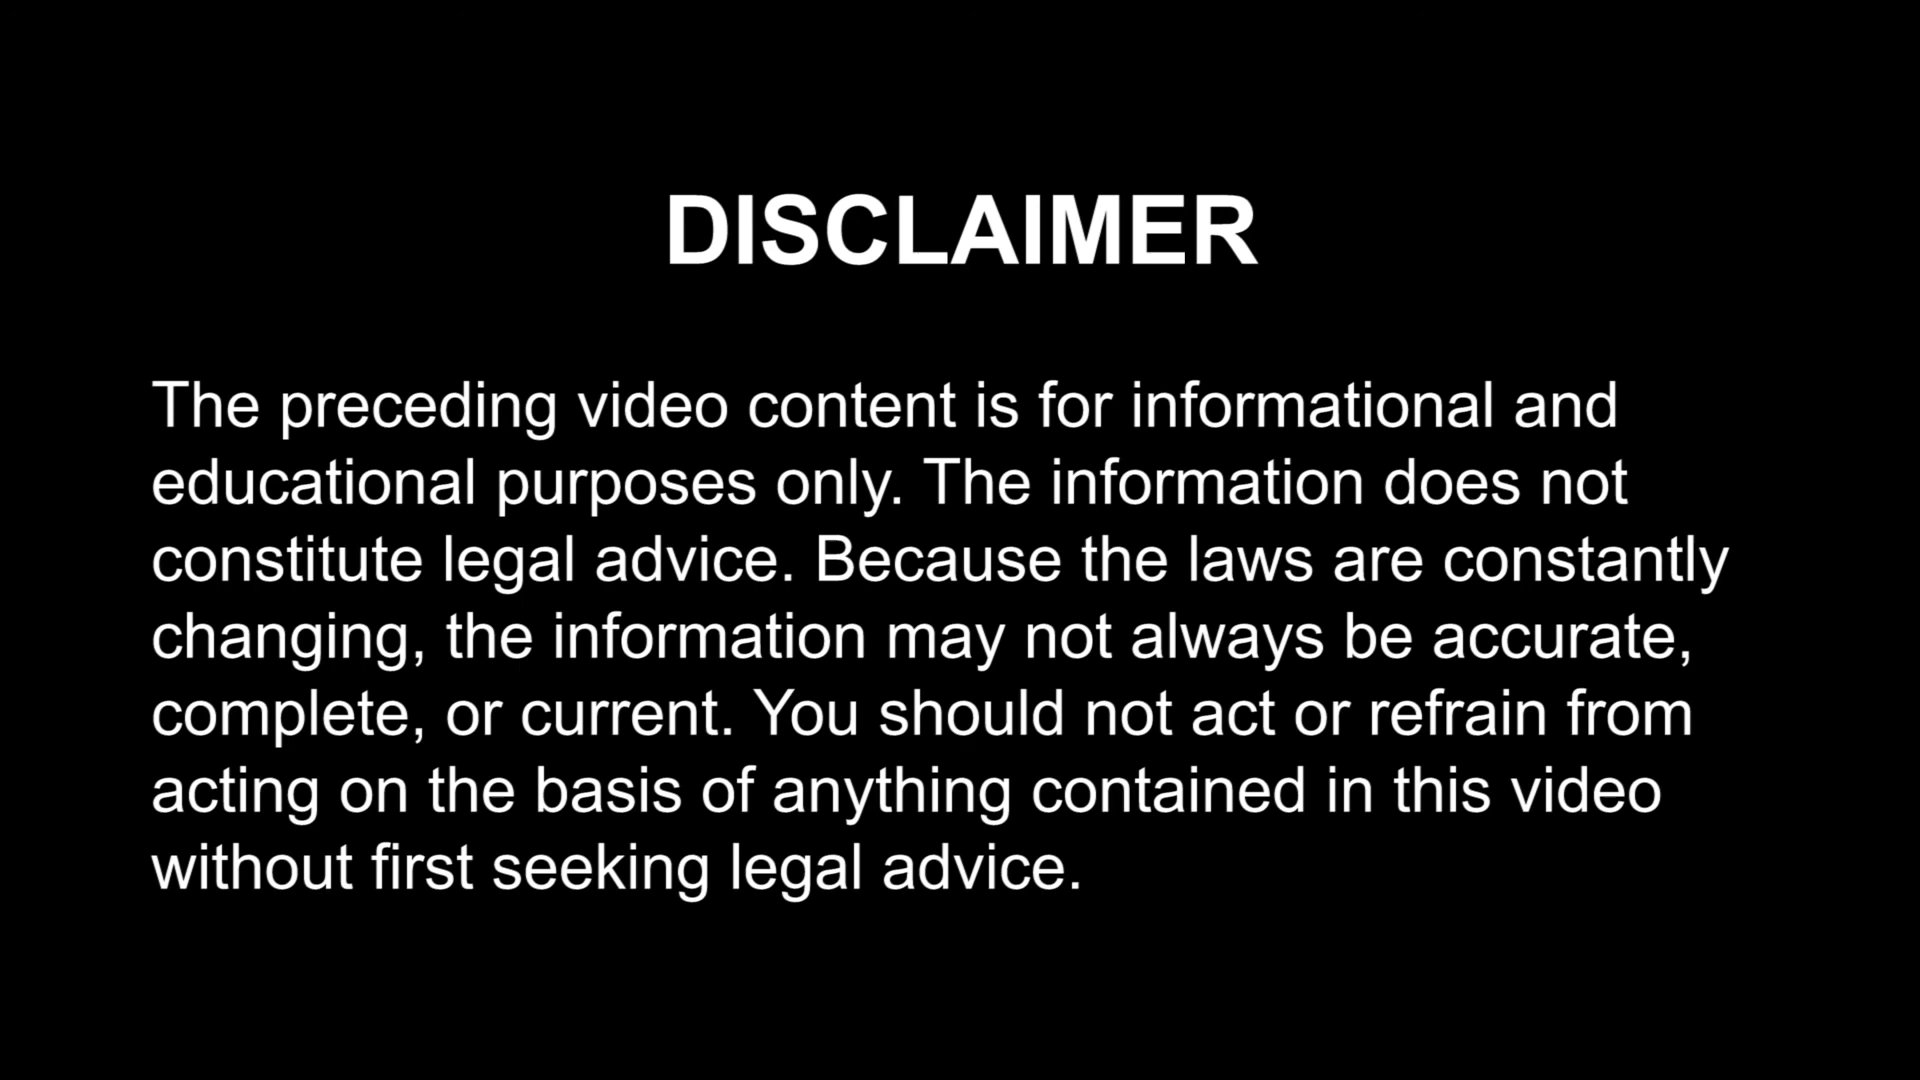 DISCLAIMER
The preceding video content is for informational and
educational purposes only. The information does not
constitute legal advice. Because the laws are constantly
changing, the information may not always be accurate,
complete, or current. You should not act or refrain from
acting on the basis of anything contained in this video
without first seeking legal advice.